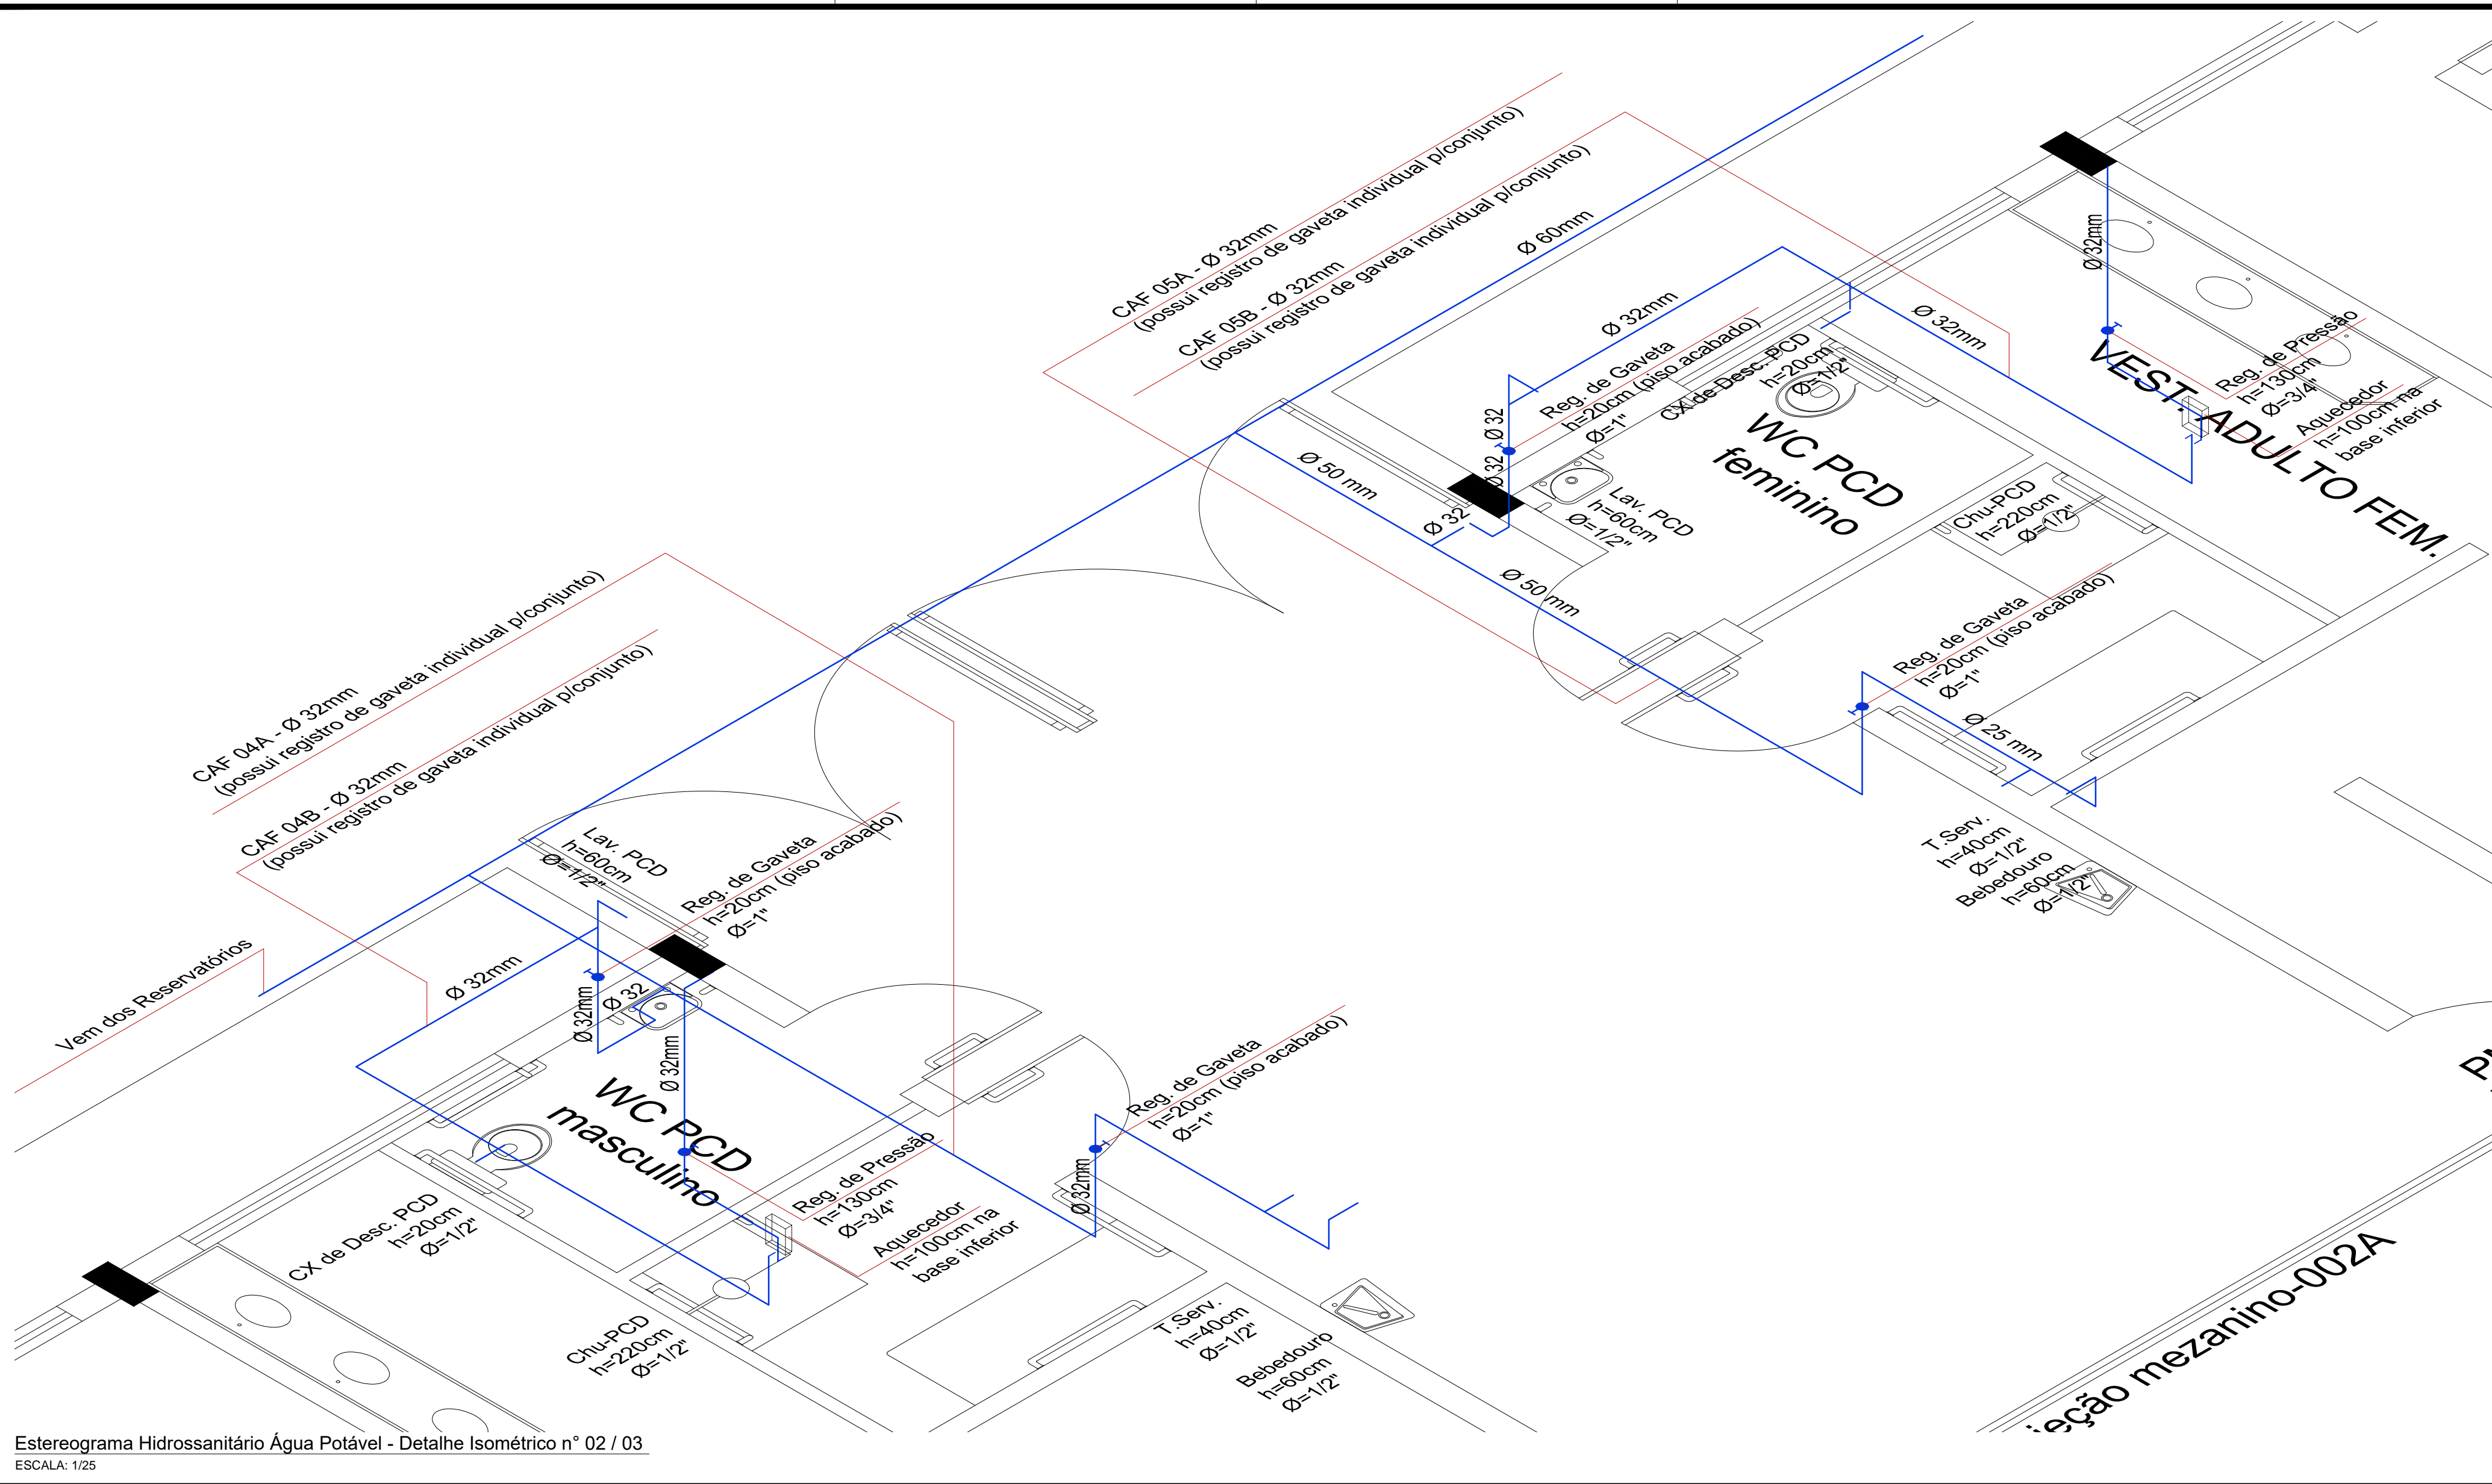 CAF 05A - Ø 32mm
(possui registro de gaveta individual p/conjunto)
CAF 05B - Ø 32mm
(possui registro de gaveta individual p/conjunto)
Ø 60mm
Ø 32mm
Ø 32mm
Ø 32mm
Reg. de Pressão
h=130cm
Ø=3/4"
Aquecedor
h=100cm na
base inferior
VEST. ADULTO FEM.
Reg. de Gaveta
h=20cm (piso acabado)
Ø=1"
CX de Desc. PCD
h=20cm
Ø=1/2"
WC PCD
feminino
Ø 32
Ø 32
Ø 50 mm
Ø 32
Lav. PCD
h=60cm
Ø=1/2"
Chu-PCD
h=220cm
Ø=1/2"
Ø 50 mm
Reg. de Gaveta
h=20cm (piso acabado)
Ø=1"
Ø 25 mm
T.Serv.
h=40cm
Ø=1/2"
Bebedouro
h=60cm
Ø=1/2"
CAF 04A - Ø 32mm
(possui registro de gaveta individual p/conjunto)
CAF 04B - Ø 32mm
(possui registro de gaveta individual p/conjunto)
Vem dos Reservatórios
Lav. PCD
h=60cm
Ø=1/2"
Reg. de Gaveta
h=20cm (piso acabado)
Ø=1"
Ø 32mm
Ø 32mm
Ø 32
Ø 32mm
WC PCD
masculino
Reg. de Pressão
h=130cm
Ø=3/4"
Aquecedor
h=100cm na
base inferior
Reg. de Gaveta
h=20cm (piso acabado)
Ø=1"
Ø 32mm
CX de Desc. PCD
h=20cm
Ø=1/2"
Chu-PCD
h=220cm
Ø=1/2"
T.Serv.
h=40cm
Ø=1/2"
Bebedouro
h=60cm
Ø=1/2"
jeção mezanino-002A
Estereograma Hidrossanitário Água Potável - Detalhe Isométrico n° 02 / 03
ESCALA: 1/25